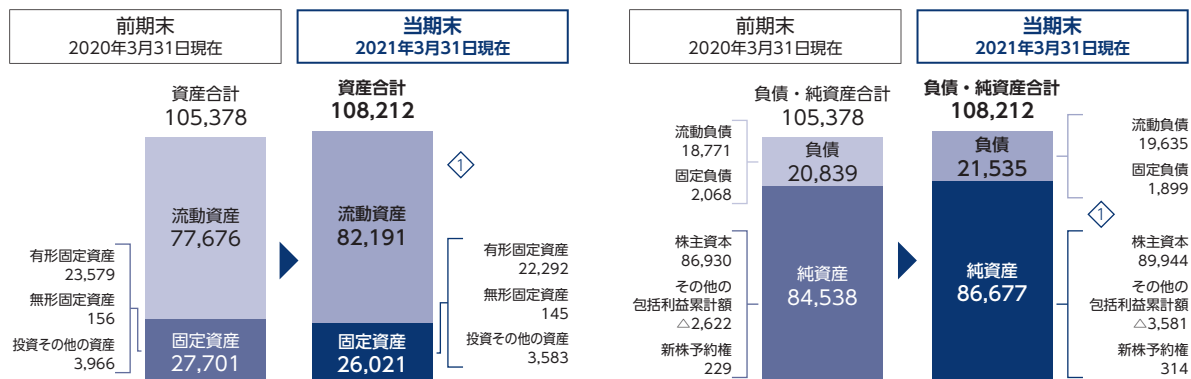 前期末
2020年3月31日現在
当期末
2021年3月31日現在
資産合計
105,378
流動資産
77,676
有形固定資産
23,579
無形固定資産
156
投資その他の資産
3,966
固定資産
27,701
資産合計
108,212
1
流動資産
82,191
有形固定資産
22,292
無形固定資産
145
投資その他の資産
3,583
固定資産
26,021
前期末
2020年3月31日現在
当期末
2021年3月31日現在
負債・純資産合計
105,378
流動負債
18,771
固定負債
2,068
負債
20,839
株主資本
86,930
その他の
包括利益累計額
△2,622
新株予約権
229
純資産
84,538
負債・純資産合計
108,212
負債
21,535
流動負債
19,635
固定負債
1,899
1
純資産
86,677
株主資本
89,944
その他の
包括利益累計額
△3,581
新株予約権
314